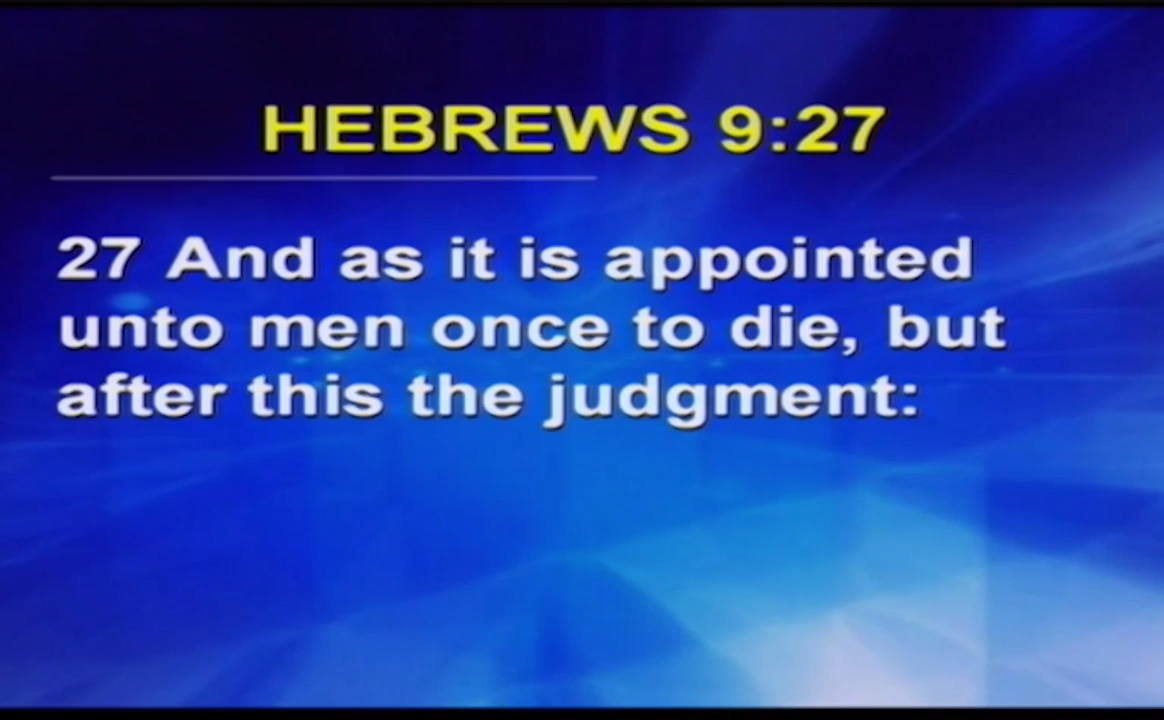 HEBREWS 9:27
27 And as it is appointed
unto men once to die, but
after this the judgment: